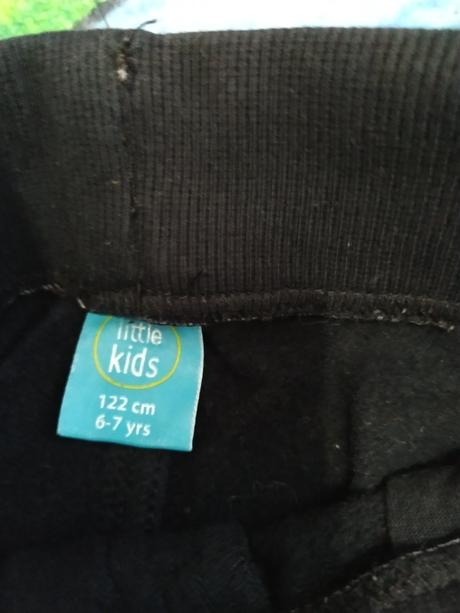 little
kids
122 cm
6-7 yrs